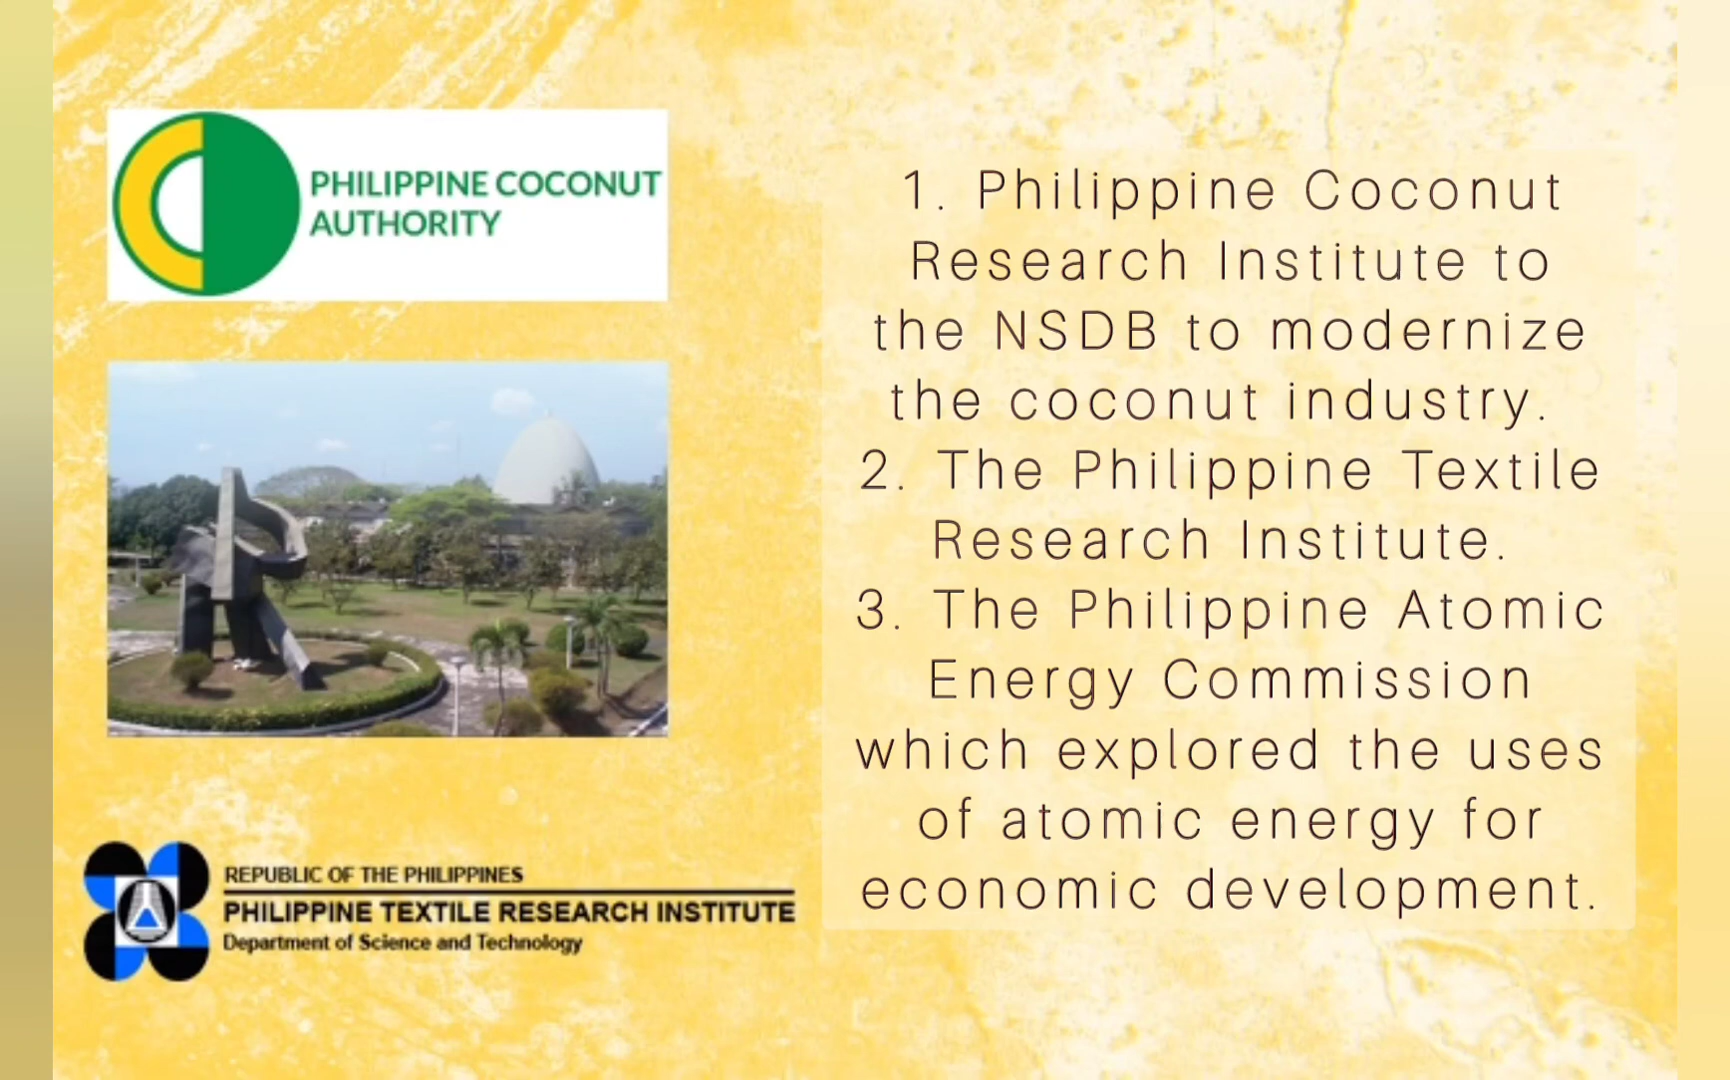 PHILIPPINE COCONUT
AUTHORITY
REPUBLIC OF THE PHILIPPINES
PHILIPPINE TEXTILE RESEARCH INSTITUTE
Department of Science and Technology
1. Philippine Coconut
Research Institute to
the NSDB to modernize
the coconut industry.
2. The Philippine Textile
Research Institute.
3. The Philippine Atomic
Energy Commission
which explored the uses
of atomic energy for
economic development.